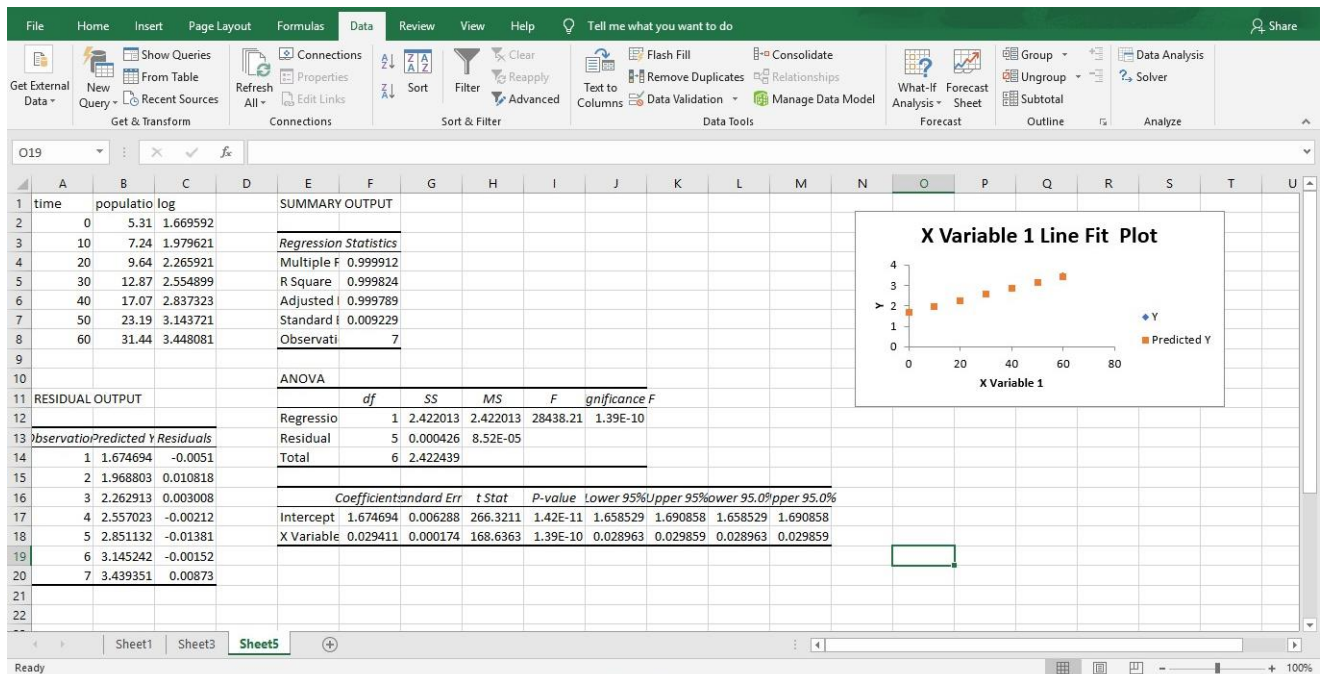 File Home Insert Page Layout Formulas Data Review View Help Tell me what you want to do Share
Show Queries Connections Clear Flash Fill Consolidate Group Data Analysis
From Table Properties Reapply Remove Duplicates Relationships Ungroup Solver
Get External Data New Query Recent Sources Refresh All Edit Links Sort Filter Advanced Text to Columns Data Validation Manage Data Model What-If Analysis Forecast Sheet Subtotal
Get & Transform Connections Sort & Filter Data Tools Forecast Outline Analyze
O19 fx
A B C D E F G H I J K L M N O P Q R S T U
1 time populatio log SUMMARY OUTPUT
2 0 5.31 1.669592
3 10 7.24 1.979621 Regression Statistics
4 20 9.64 2.265921 Multiple F 0.999912
5 30 12.87 2.554899 R Square 0.999824
6 40 17.07 2.837323 Adjusted 0.999789
7 50 23.19 3.143721 Standard E 0.009229
8 60 31.44 3.448081 Observati 7
9
10 ANOVA
11 RESIDUAL OUTPUT df SS MS F gnificance F
12 Regressio 1 2.422013 2.422013 28438.21 1.39E-10
13 Observatio Predicted Y Residuals Residual 5 0.000426 8.52E-05
14 1 1.674694 -0.0051 Total 6 2.422439
15 2 1.968803 0.010818
16 3 2.262913 0.003008 Coefficients andard Err t Stat P-value Lower 95% Upper 95% ower 95.0% pper 95.0%
17 4 2.557023 -0.00212 Intercept 1.674694 0.006288 266.3211 1.42E-11 1.658529 1.690858 1.658529 1.690858
18 5 2.851132 -0.01381 X Variable 0.029411 0.000174 168.6363 1.39E-10 0.028963 0.029859 0.028963 0.029859
19 6 3.145242 -0.00152
20 7 3.439351 0.00873
21
22
X Variable 1 Line Fit Plot
4
3
2
1
0
Y
0 20 40 60 80
X Variable 1
Y
Predicted Y
Sheet1 Sheet3 Sheet5
Ready 100%